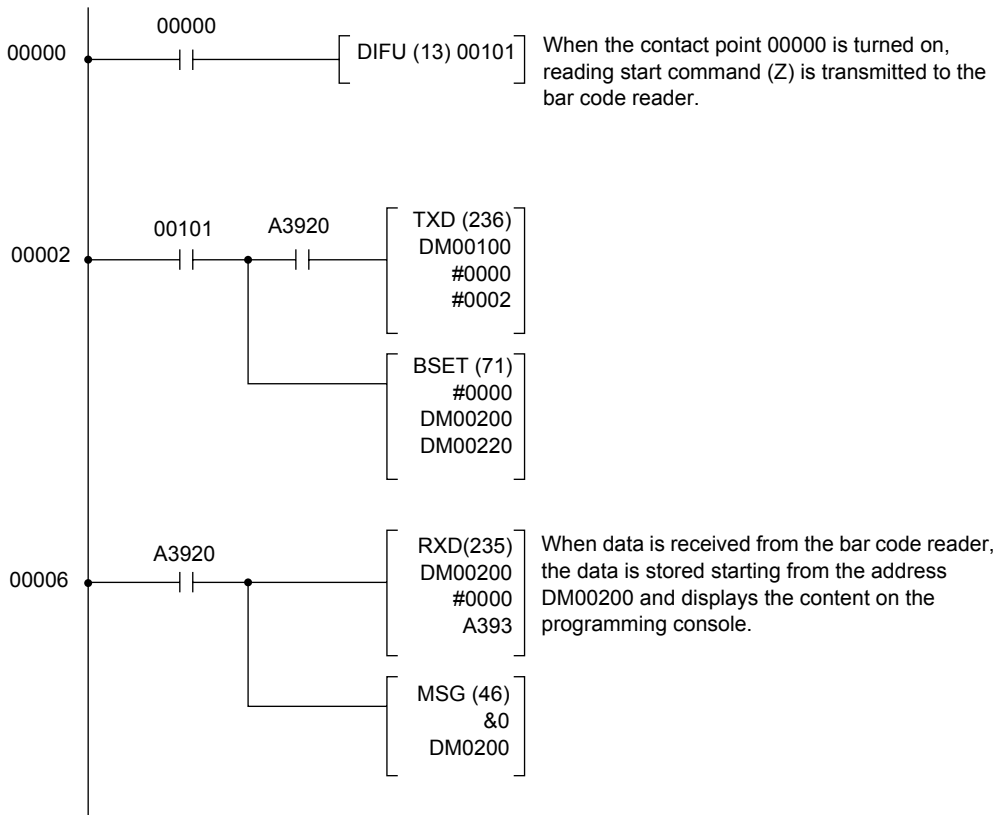 00000
00000
DIFU (13) 00101
When the contact point 00000 is turned on,
reading start command (Z) is transmitted to the
bar code reader.
00002
00101
A3920
TXD (236)
DM00100
#0000
#0002
BSET (71)
#0000
DM00200
DM00220
00006
A3920
RXD(235)
DM00200
#0000
A393
When data is received from the bar code reader,
the data is stored starting from the address
DM00200 and displays the content on the
programming console.
MSG (46)
&0
DM0200